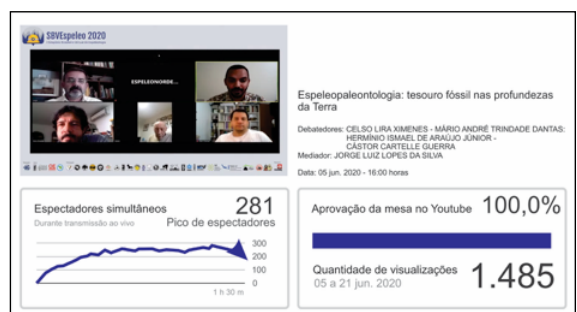 SBVEspeleo 2020
ESPELEONORDE...
Espeleopaleontologia: tesouro fóssil nas profundezas
da Terra
Debatedores: CELSO LIRA XIMENES - MÁRIO ANDRÉ TRINDADE DANTAS:
HERMÍNIO ISMAEL DE ARAÚJO JÚNIOR -
CÁSTOR CARTELLE GUERRA
Mediador: JORGE LUIZ LOPES DA SILVA
Data: 05 jun. 2020 - 16:00 horas
Espectadores simultâneos
Durante transmissão ao vivo
281
Pico de espectadores
300
200
100
0
1 h 30 m
Aprovação da mesa no Youtube 100,0%
Quantidade de visualizações
05 a 21 jun. 2020
1.485